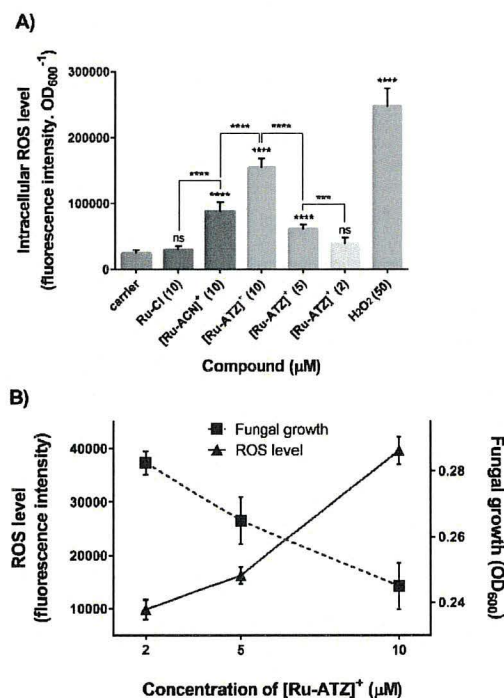 A)
Intracellular ROS level
(fluorescence intensity. OD₆₀₀⁻¹)
300000
200000
100000
0
ns
****
****
****
****
****
****
***
ns
****
carrier
Ru-Cl (10)
[Ru-ACN]⁺ (10)
[Ru-ATZ]⁺ (10)
[Ru-ATZ]⁺ (5)
[Ru-ATZ]⁺ (2)
H₂O₂ (50)
Compound (µM)
B)
Fungal growth
ROS level
ROS level
(fluorescence intensity)
40000
30000
20000
10000
0.28
0.26
0.24
Fungal growth
(OD₆₀₀)
2
5
10
Concentration of [Ru-ATZ]⁺ (µM)